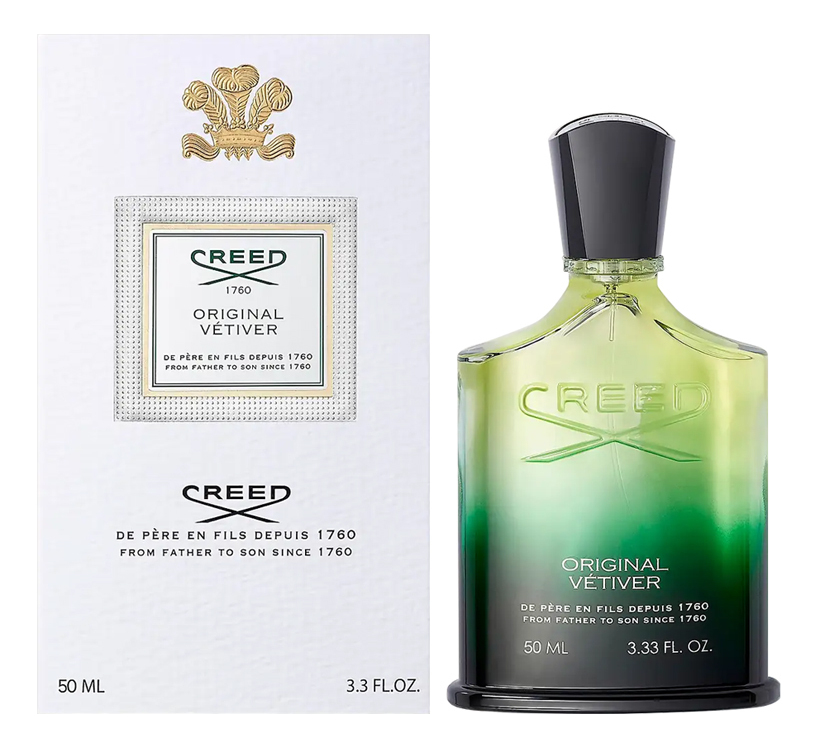 CREED
1760
ORIGINAL
VÉTIVER
DE PÈRE EN FILS DEPUIS 1760
FROM FATHER TO SON SINCE 1760
CREED
DE PÈRE EN FILS DEPUIS 1760
FROM FATHER TO SON SINCE 1760
50 ML 3.3 FL.OZ.
CREED
ORIGINAL
VÉTIVER
DE PÈRE EN FILS DEPUIS 1760
FROM FATHER TO SON SINCE 1760
50 ML 3.33 FL. OZ.